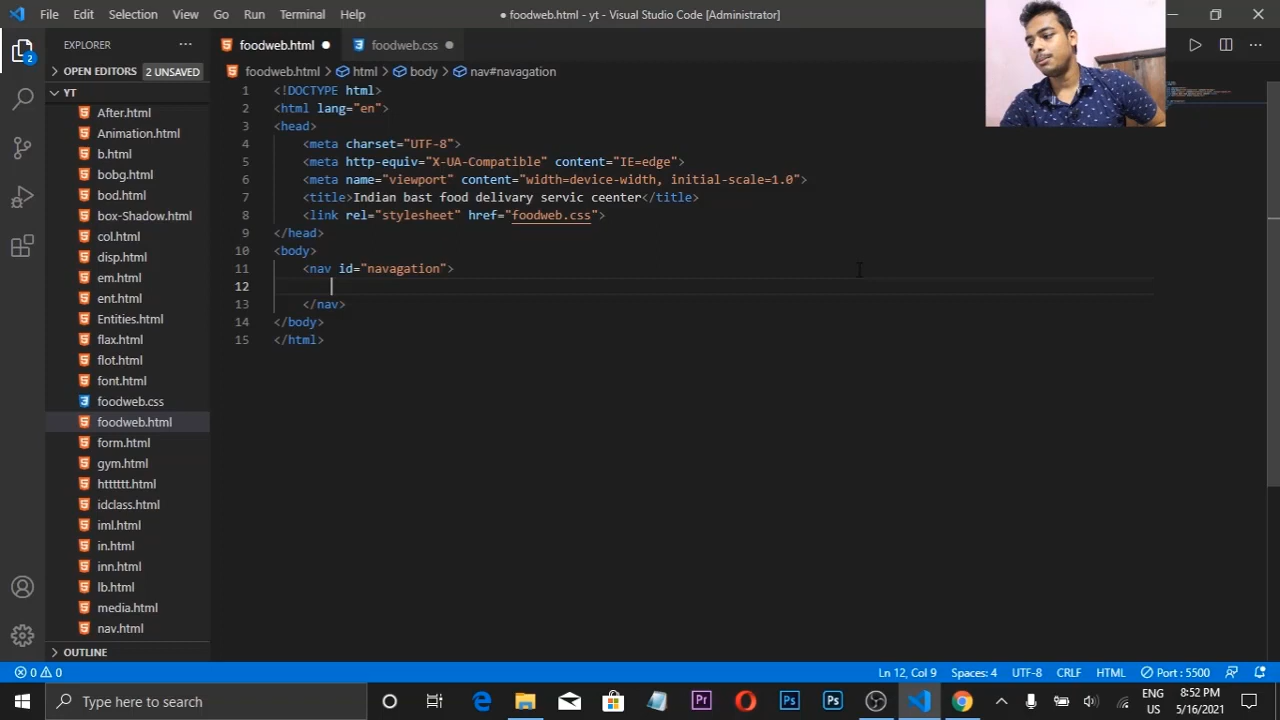 File Edit Selection View Go Run Terminal Help
● foodweb.html - yt - Visual Studio Code [Administrator]
EXPLORER
foodweb.html
foodweb.css
OPEN EDITORS 2 UNSAVED
foodweb.html > html > body > nav#navagation
YT
After.html
Animation.html
b.html
bobg.html
bod.html
box-Shadow.html
col.html
disp.html
em.html
ent.html
Entities.html
flax.html
flot.html
font.html
foodweb.css
foodweb.html
form.html
gym.html
htttttt.html
idclass.html
iml.html
in.html
inn.html
lb.html
media.html
nav.html
OUTLINE
2
1 <!DOCTYPE html>
2 <html lang="en">
3 <head>
4 <meta charset="UTF-8">
5 <meta http-equiv="X-UA-Compatible" content="IE=edge">
6 <meta name="viewport" content="width=device-width, initial-scale=1.0">
7 <title>Indian bast food delivary servic ceenter</title>
8 <link rel="stylesheet" href="foodweb.css">
9 </head>
10 <body>
11 <nav id="navagation">
12
13 </nav>
14 </body>
15 </html>
0 0
Ln 12, Col 9 Spaces: 4 UTF-8 CRLF HTML Port : 5500
Type here to search
Pr
Ps
Ps
ENG
US
8:52 PM
5/16/2021